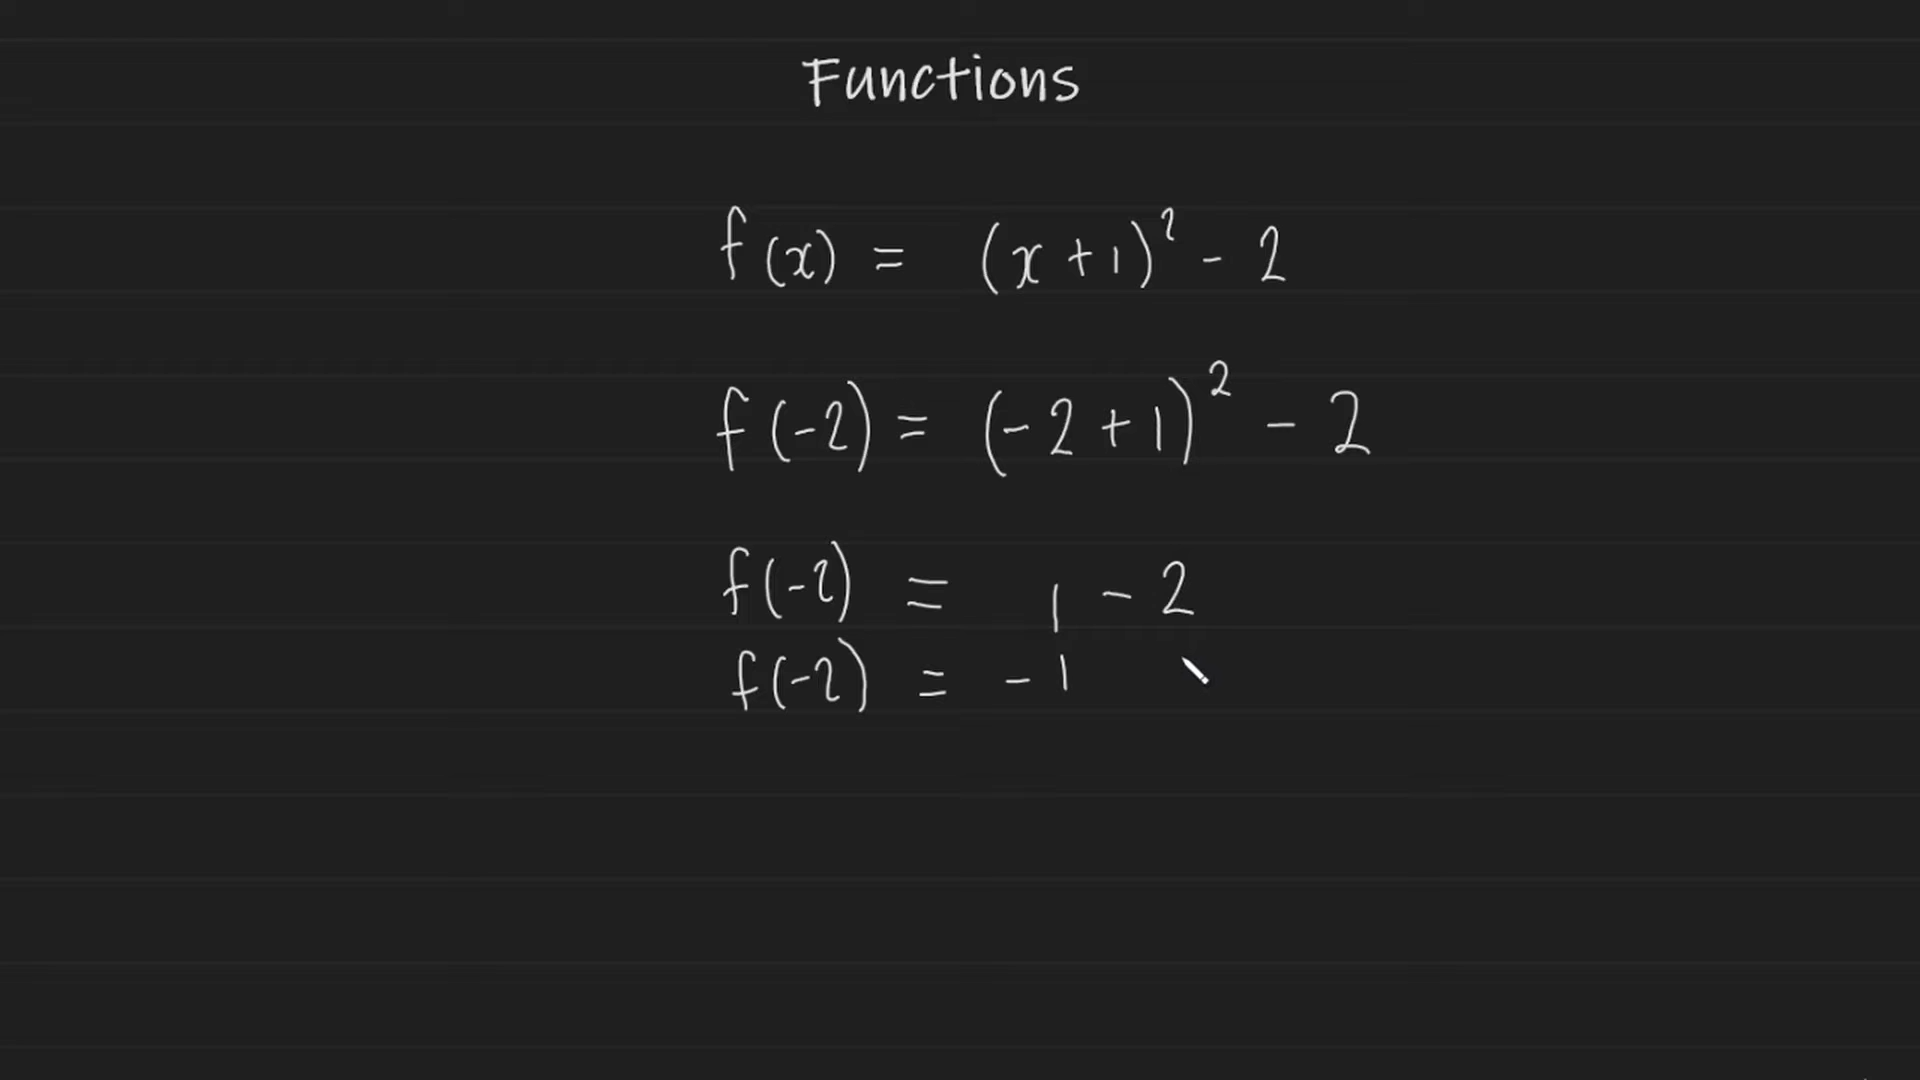 Functions
f(x) = (x+1)² - 2
f(-2) = (-2+1)² - 2
f(-2) = 1 - 2
f(-2) = -1